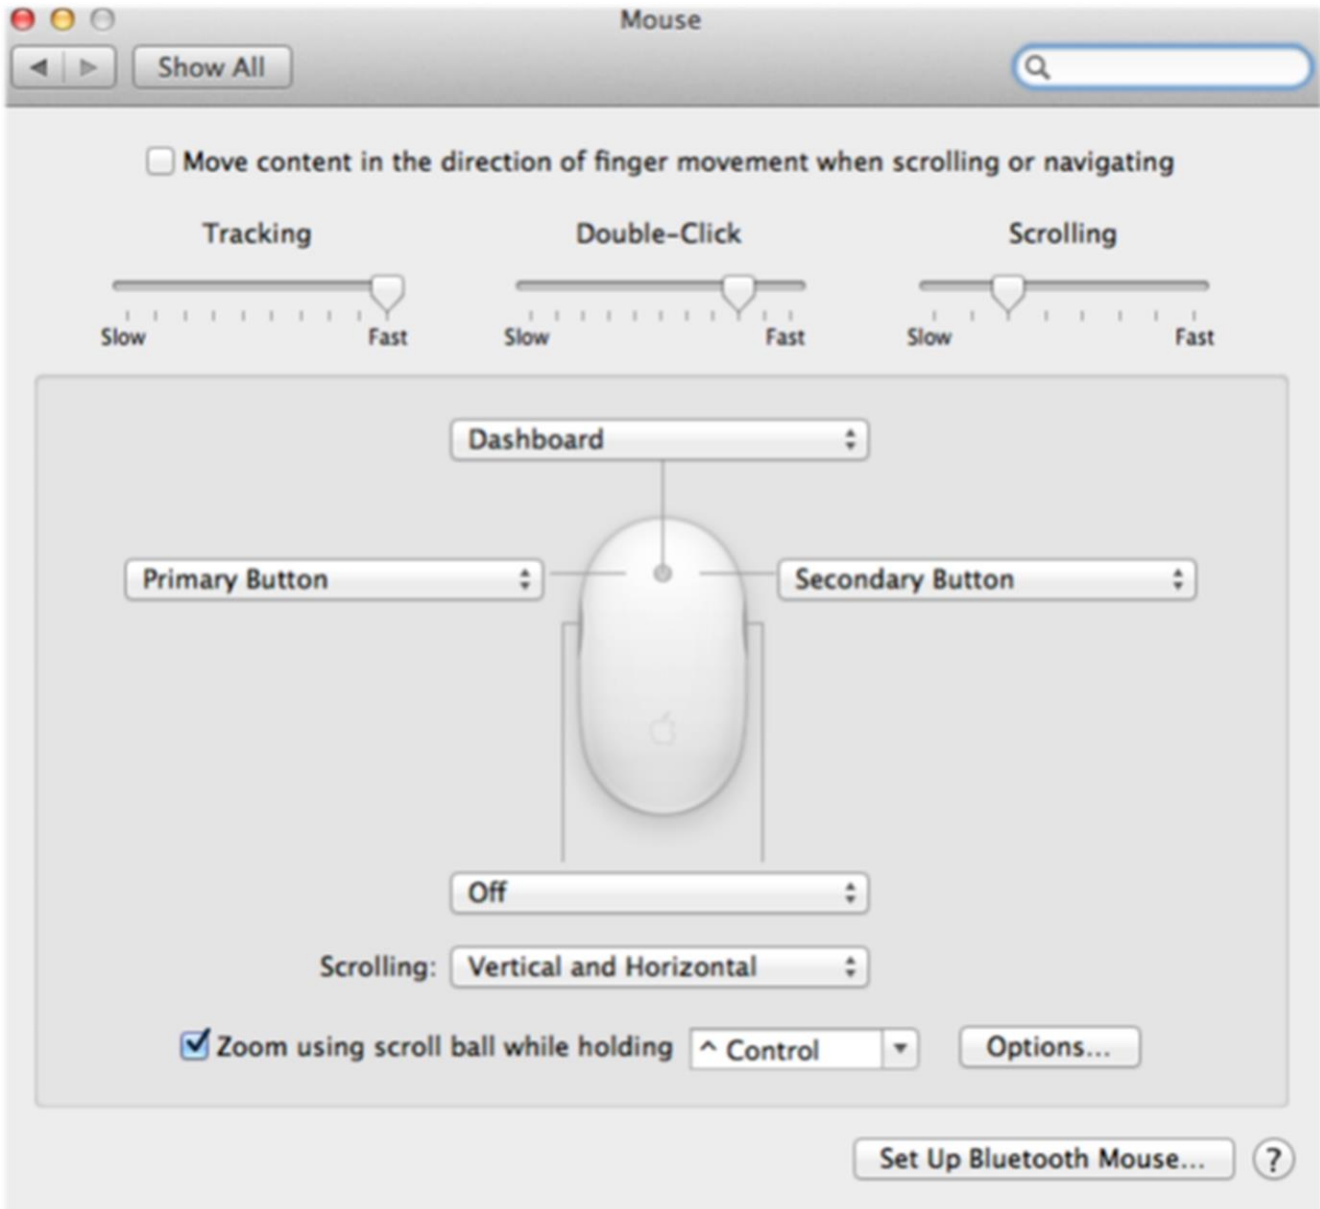 Mouse
Show All
Move content in the direction of finger movement when scrolling or navigating
Tracking Double-Click Scrolling
Slow Fast Slow Fast Slow Fast
Dashboard
Primary Button Secondary Button
Off
Scrolling: Vertical and Horizontal
Zoom using scroll ball while holding ^ Control Options...
Set Up Bluetooth Mouse... ?